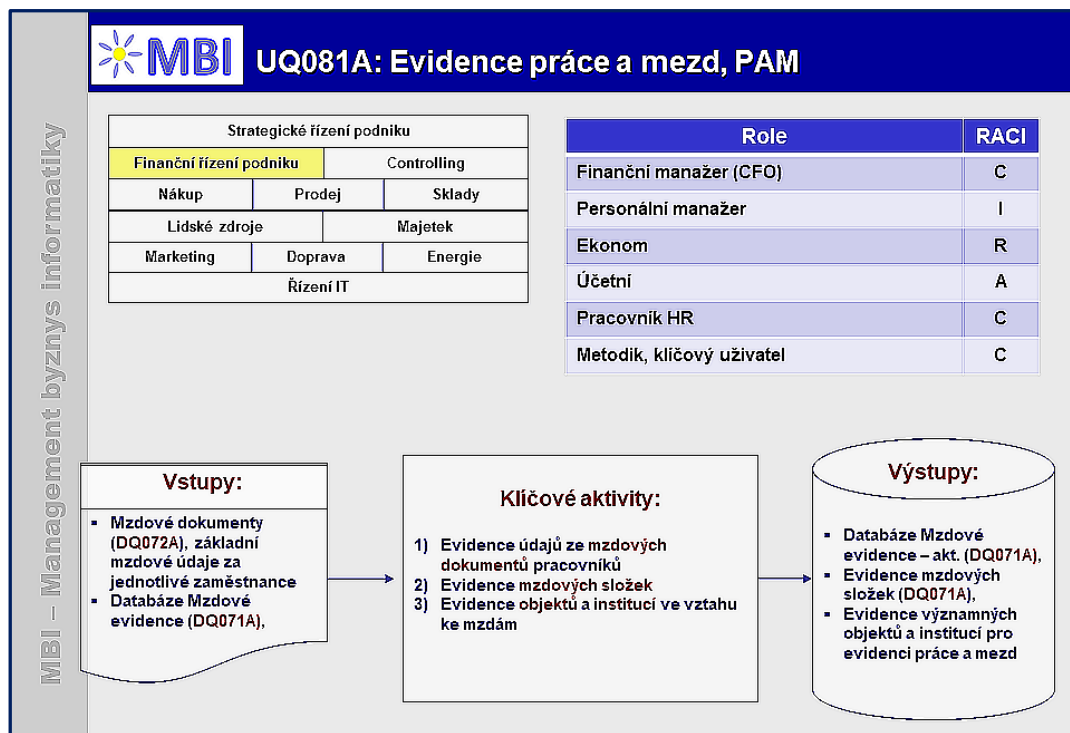 MBI
UQ081A: Evidence práce a mezd, PAM
MBI – Management byznys informatiky
Strategické řízení podniku
Finanční řízení podniku
Controlling
Nákup
Prodej
Sklady
Lidské zdroje
Majetek
Marketing
Doprava
Energie
Řízení IT
Role RACI
Finanční manažer (CFO) C
Personální manažer I
Ekonom R
Účetní A
Pracovník HR C
Metodik, klíčový uživatel C
Vstupy:
▪ Mzdové dokumenty
(DQ072A), základní
mzdové údaje za
jednotlivé zaměstnance
▪ Databáze Mzdové
evidence (DQ071A),
Klíčové aktivity:
1) Evidence údajů ze mzdových
dokumentů pracovníků
2) Evidence mzdových složek
3) Evidence objektů a institucí ve vztahu
ke mzdám
Výstupy:
▪ Databáze Mzdové
evidence – akt. (DQ071A),
▪ Evidence mzdových
složek (DQ071A),
▪ Evidence významných
objektů a institucí pro
evidenci práce a mezd